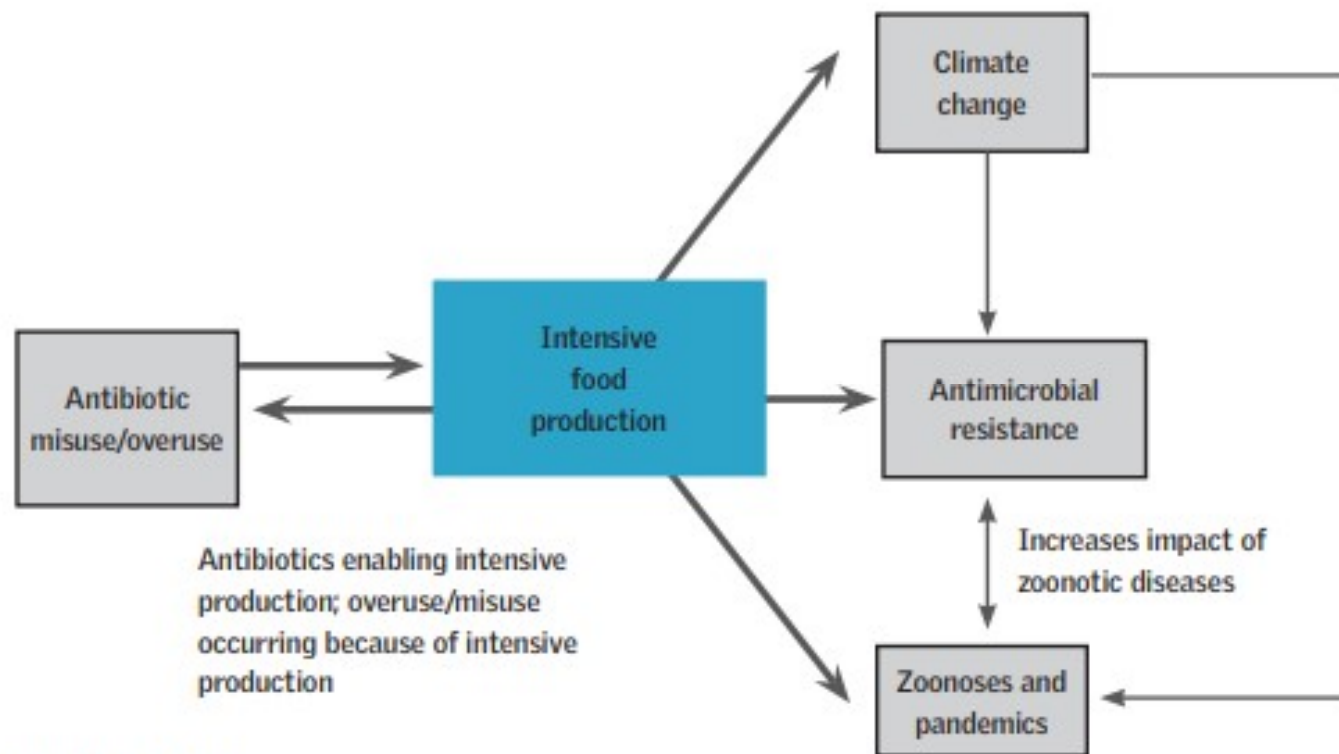 Climate
change
Intensive
food
production
Antibiotic
misuse/overuse
Antimicrobial
resistance
Antibiotics enabling intensive
production; overuse/misuse
occurring because of intensive
production
Increases impact of
zoonotic diseases
Zoonoses and
pandemics